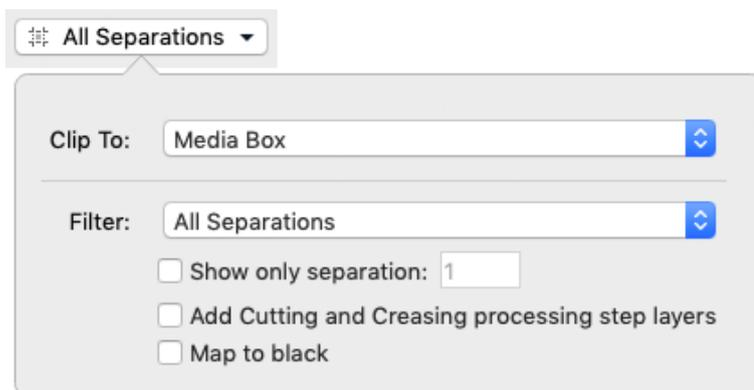 All Separations
Clip To: Media Box
Filter: All Separations
Show only separation: 1
Add Cutting and Creasing processing step layers
Map to black